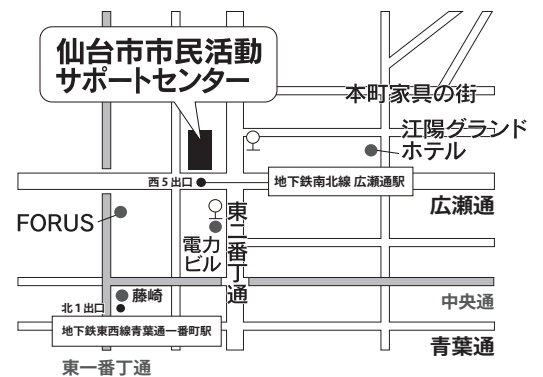 仙台市市民活動
サポートセンター
本町家具の街
江陽グランド
ホテル
西5出口
地下鉄南北線 広瀬通駅
広瀬通
FORUS
東二番丁通
電力
ビル
藤崎
中央通
北1出口
地下鉄東西線青葉通一番町駅
青葉通
東一番丁通